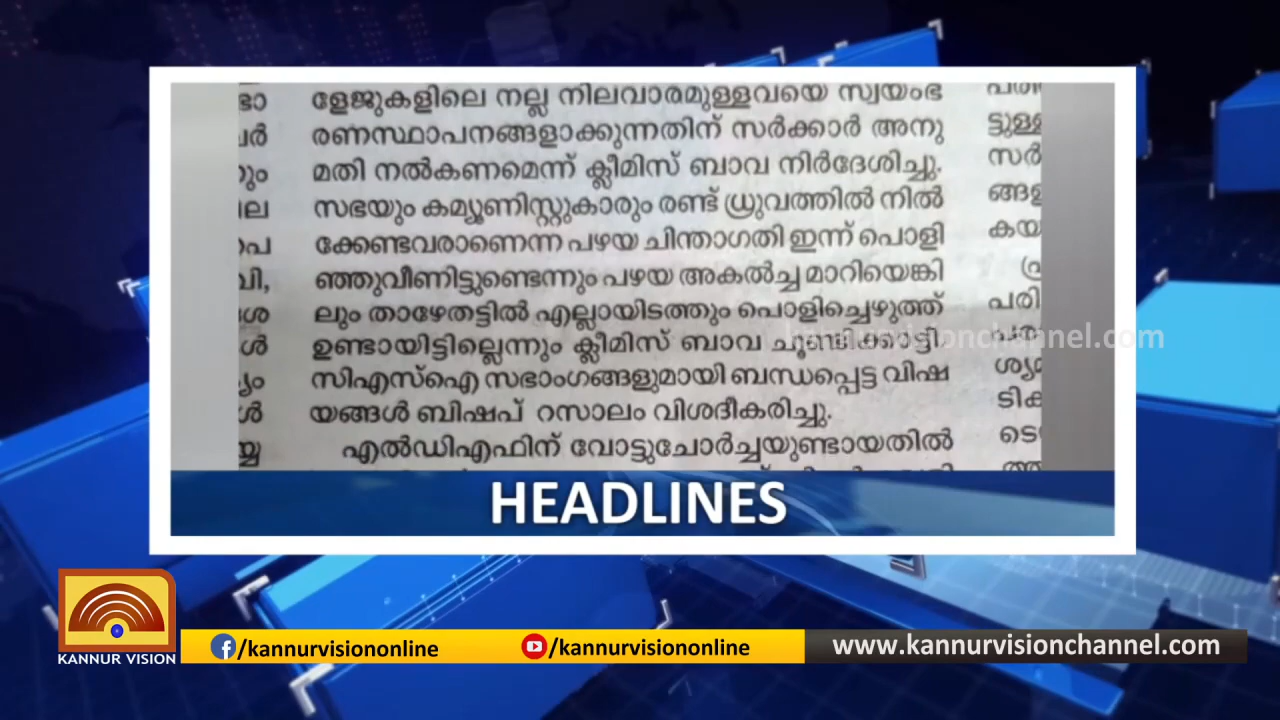 ളേജുകളിലെ നല്ല നിലവാരമുള്ളവയെ സ്വയംഭ
രണസ്ഥാപനങ്ങളാക്കുന്നതിന് സർക്കാർ അനു
മതി നൽകണമെന്ന് ക്ലീമിസ് ബാവ നിർദേശിച്ചു.
സഭയും കമ്യൂണിസ്റ്റുകാരും രണ്ട് ധ്രുവത്തിൽ നിൽ
ക്കേണ്ടവരാണെന്ന പഴയ ചിന്താഗതി ഇന്ന് പൊളി
ഞ്ഞുവീണിട്ടുണ്ടെന്നും പഴയ അകൽച്ച മാറിയെങ്കി
ലും താഴേതട്ടിൽ എല്ലായിടത്തും പൊളിച്ചെഴുത്ത്
ഉണ്ടായിട്ടില്ലെന്നും ക്ലീമിസ് ബാവ ചൂണ്ടിക്കാട്ടി.
സിഎസ്ഐ സഭാംഗങ്ങളുമായി ബന്ധപ്പെട്ട വിഷ
യങ്ങൾ ബിഷപ് റസാലം വിശദീകരിച്ചു.
എൽഡിഎഫിന് വോട്ടുചോർച്ചയുണ്ടായതിൽ
kannurvisionchannel.com
HEADLINES
KANNUR VISION
/kannurvisiononline
/kannurvisiononline
www.kannurvisionchannel.com